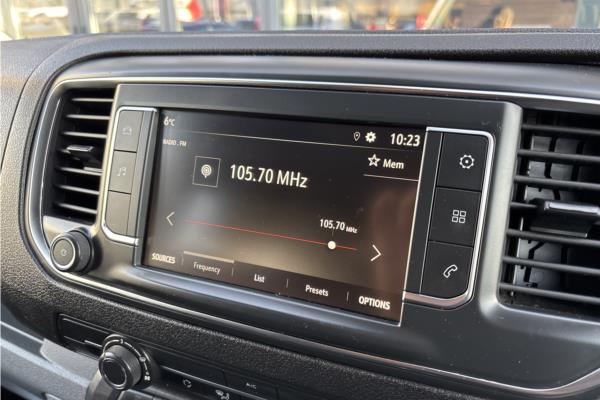 6°C
10:23
RADIO . FM
Mem
105.70 MHz
105.70 MHz
SOURCES
Frequency
List
Presets
OPTIONS
A/C